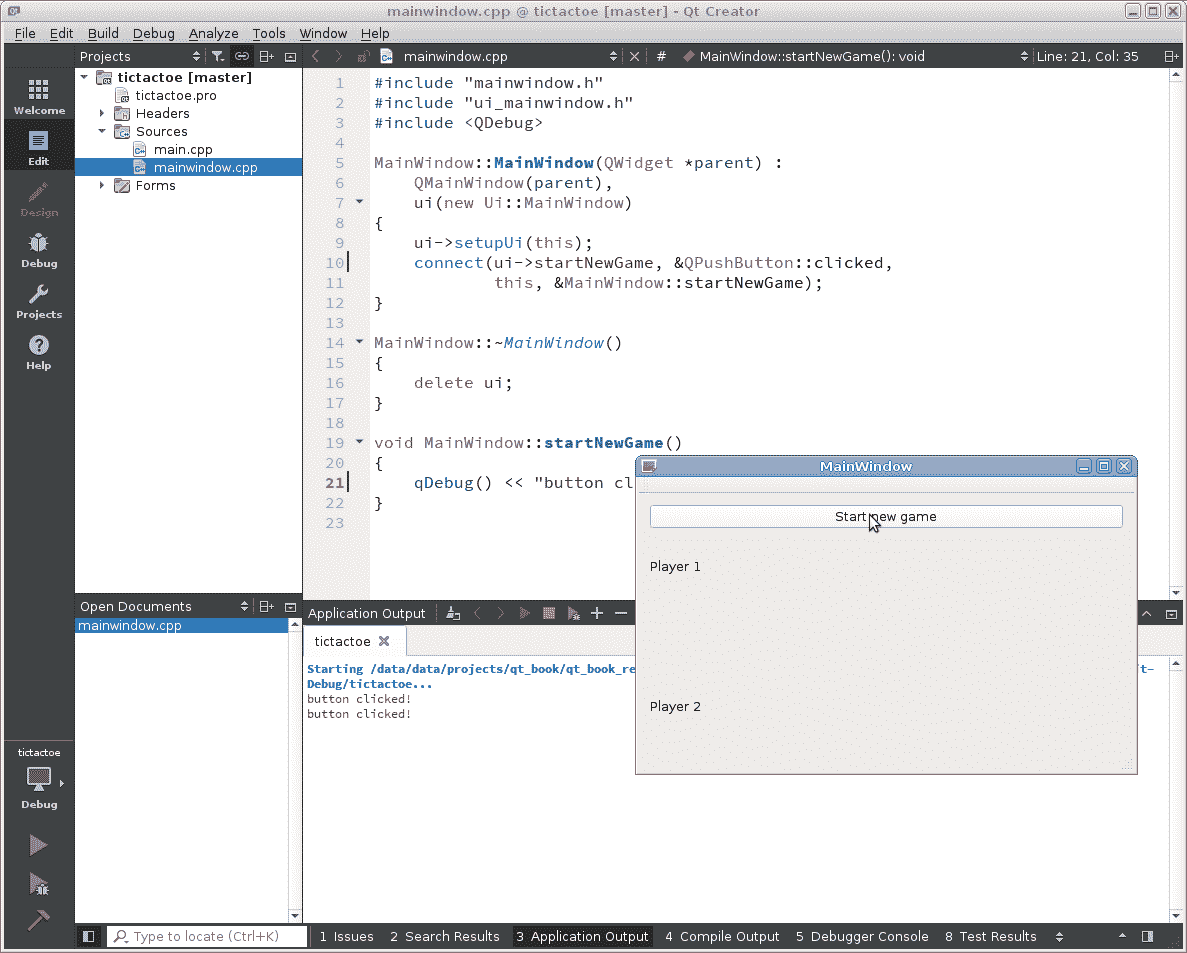 mainwindow.cpp @ tictactoe [master] - Qt Creator
File Edit Build Debug Analyze Tools Window Help
Projects
mainwindow.cpp
# MainWindow::startNewGame(): void
Line: 21, Col: 35
Welcome
Edit
Design
Debug
Projects
Help
tictactoe [master]
tictactoe.pro
Headers
Sources
main.cpp
mainwindow.cpp
Forms
1 #include "mainwindow.h"
2 #include "ui_mainwindow.h"
3 #include <QDebug>
4
5 MainWindow::MainWindow(QWidget *parent) :
6 QMainWindow(parent),
7 ui(new Ui::MainWindow)
8 {
9 ui->setupUi(this);
10 connect(ui->startNewGame, &QPushButton::clicked,
11 this, &MainWindow::startNewGame);
12 }
13
14 MainWindow::~MainWindow()
15 {
16 delete ui;
17 }
18
19 void MainWindow::startNewGame()
20 {
21 qDebug() << "button cl
22 }
23
MainWindow
Start new game
Player 1
Player 2
Open Documents
mainwindow.cpp
Application Output
tictactoe
Starting /data/data/projects/qt_book/qt_book_re
t-
Debug/tictactoe...
button clicked!
button clicked!
tictactoe
Debug
Type to locate (Ctrl+K)
1 Issues 2 Search Results 3 Application Output 4 Compile Output 5 Debugger Console 8 Test Results